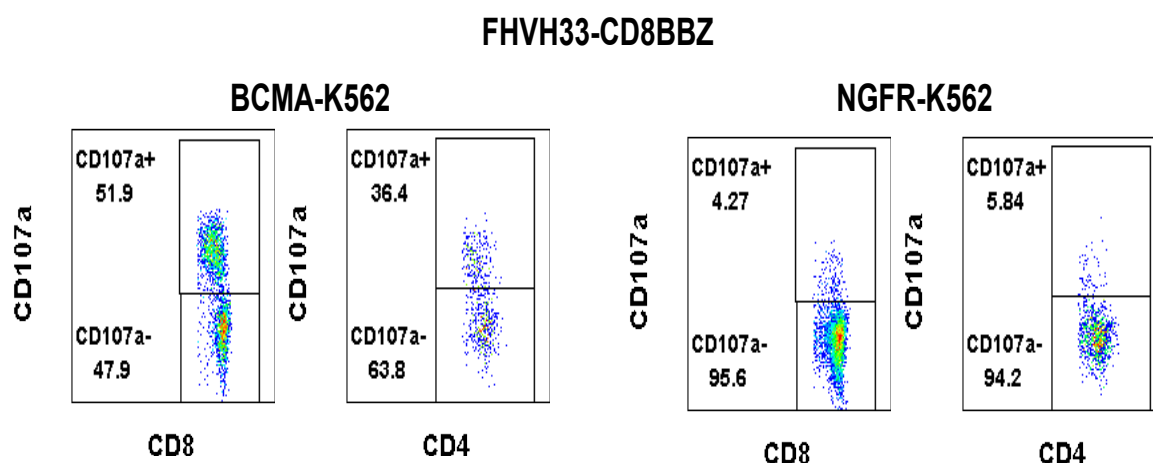 FHVH33-CD8BBZ
BCMA-K562
NGFR-K562
CD107a
CD107a+
51.9
CD107a-
47.9
CD8
CD107a
CD107a+
36.4
CD107a-
63.8
CD4
CD107a
CD107a+
4.27
CD107a-
95.6
CD8
CD107a
CD107a+
5.84
CD107a-
94.2
CD4